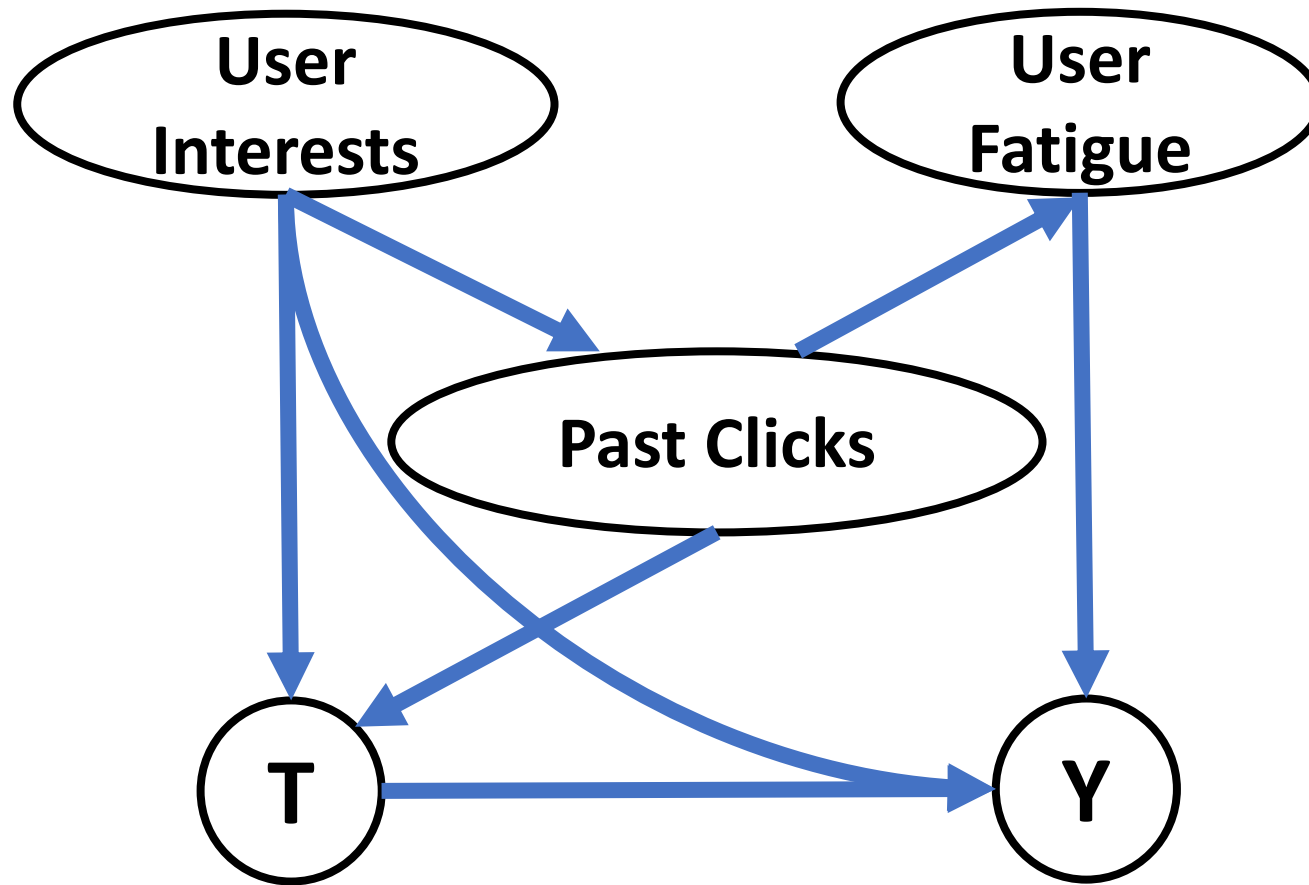 User
Interests
User
Fatigue
Past Clicks
T
Y